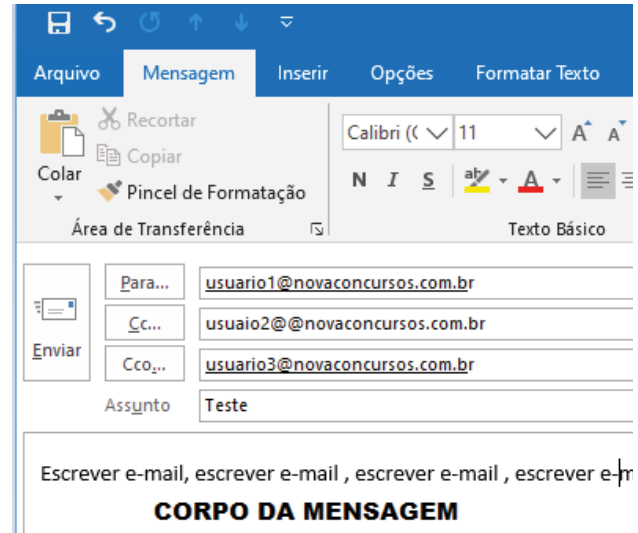 Arquivo Mensagem Inserir Opções Formatar Texto
Recortar
Copiar
Colar
Pincel de Formatação
Calibri (( 11 A A
N I S aby A
Área de Transferência Texto Básico
Para... usuario1@novaconcursos.com.br
Cc... usuaio2@@novaconcursos.com.br
Enviar
Cco... usuario3@novaconcursos.com.br
Assunto Teste
Escrever e-mail, escrever e-mail , escrever e-mail , escrever e-m
CORPO DA MENSAGEM